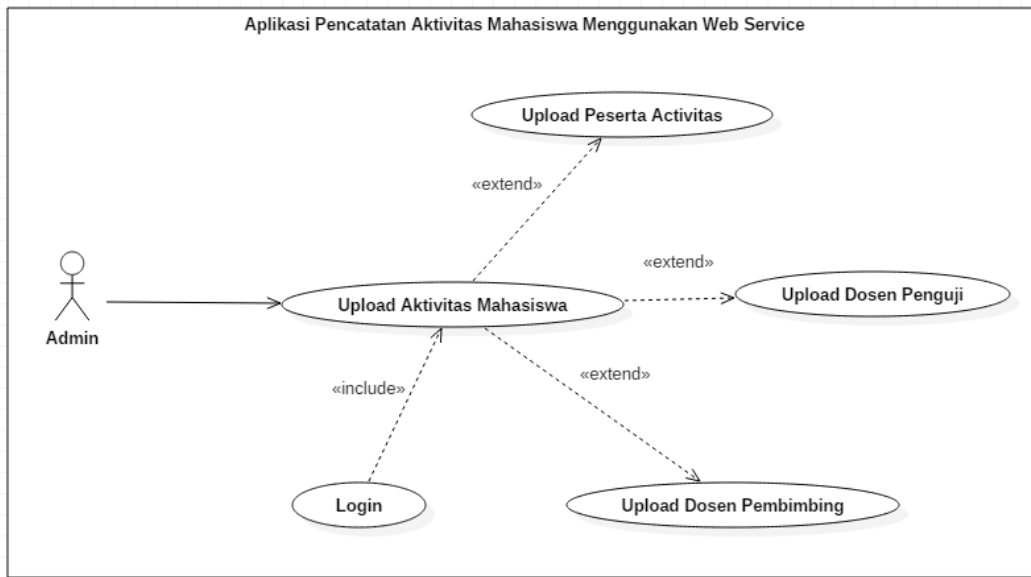 Aplikasi Pencatatan Aktivitas Mahasiswa Menggunakan Web Service
Upload Peserta Activitas
«extend»
«extend»
Upload Dosen Penguji
Upload Aktivitas Mahasiswa
Admin
«extend»
«include»
Login
Upload Dosen Pembimbing